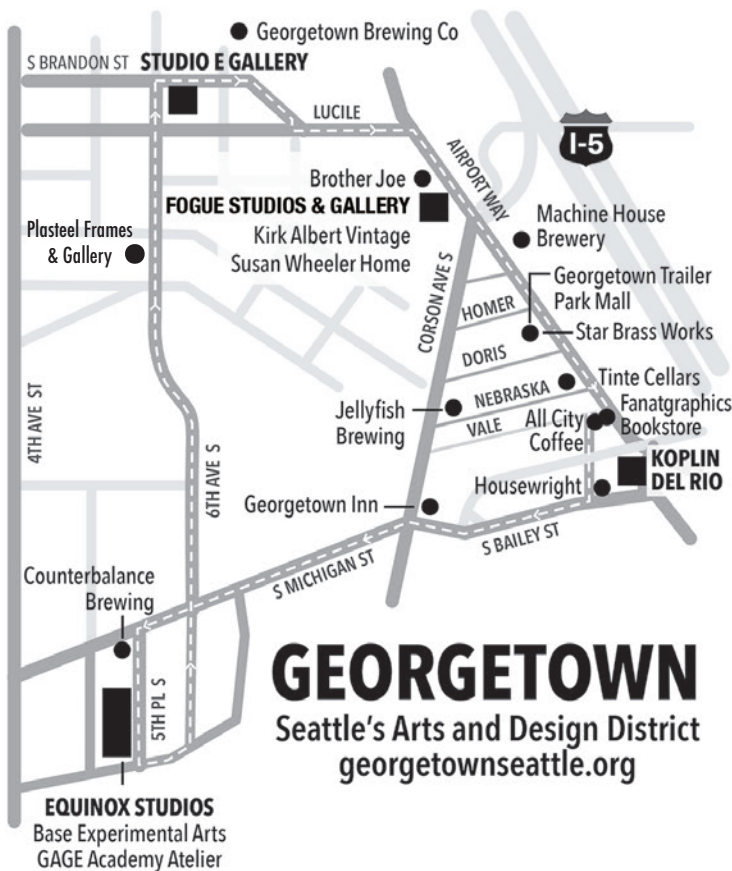 Georgetown Brewing Co
S BRANDON ST
STUDIO E GALLERY
LUCILE
I-5
AIRPORT WAY
Brother Joe
FOGUE STUDIOS & GALLERY
Kirk Albert Vintage
Susan Wheeler Home
Plasteel Frames
& Gallery
Machine House
Brewery
Georgetown Trailer
Park Mall
Star Brass Works
CORSON AVE S
HOMER
DORIS
NEBRASKA
VALE
Tinte Cellars
Fanatgraphics
Bookstore
All City
Coffee
Jellyfish
Brewing
4TH AVE ST
6TH AVE S
KOPLIN
DEL RIO
Housewright
Georgetown Inn
S BAILEY ST
S MICHIGAN ST
Counterbalance
Brewing
5TH PL S
GEORGETOWN
Seattle's Arts and Design District
georgetownseattle.org
EQUINOX STUDIOS
Base Experimental Arts
GAGE Academy Atelier